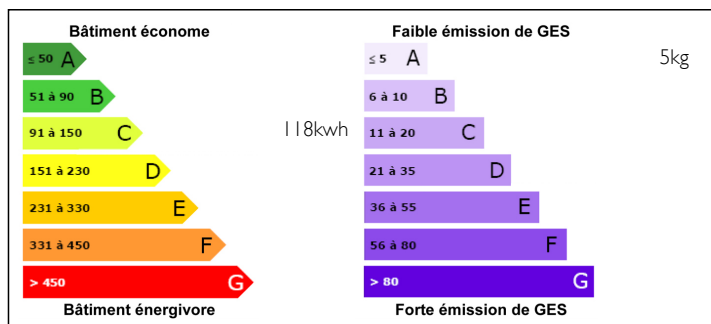 Bâtiment économe
≤ 50 A
51 à 90 B
91 à 150 C
118kwh
151 à 230 D
231 à 330 E
331 à 450 F
> 450 G
Bâtiment énergivore
Faible émission de GES
≤ 5 A
5kg
6 à 10 B
11 à 20 C
21 à 35 D
36 à 55 E
56 à 80 F
> 80 G
Forte émission de GES